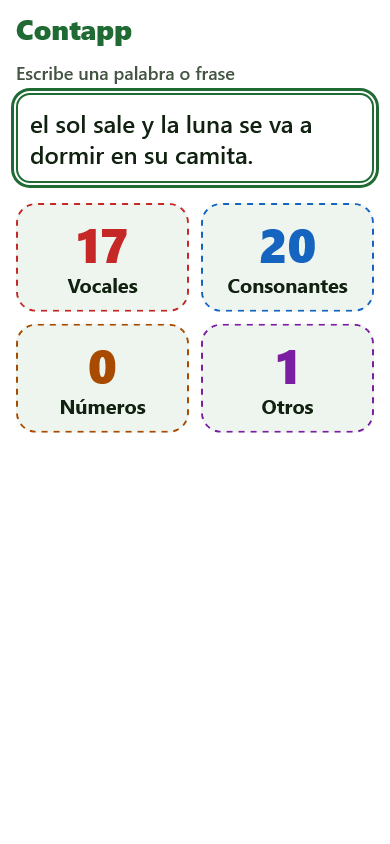 Contapp
Escribe una palabra o frase
el sol sale y la luna se va a
dormir en su camita.
17
Vocales
20
Consonantes
0
Números
1
Otros